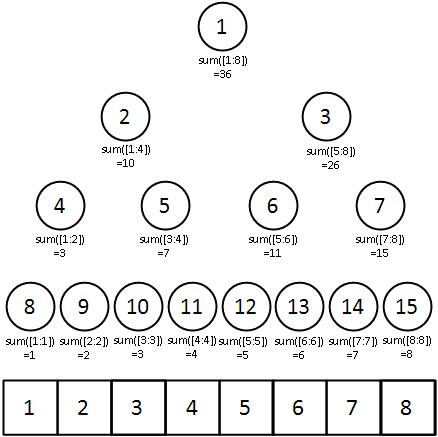 1
sum([1:8])
=36
2 3
sum([1:4]) sum([5:8])
=10 =26
4 5 6 7
sum([1:2]) sum([3:4]) sum([5:6]) sum([7:8])
=3 =7 =11 =15
8 9 10 11 12 13 14 15
sum([1:1]) sum([2:2]) sum([3:3]) sum([4:4]) sum([5:5]) sum([6:6]) sum([7:7]) sum([8:8])
=1 =2 =3 =4 =5 =6 =7 =8
1 2 3 4 5 6 7 8